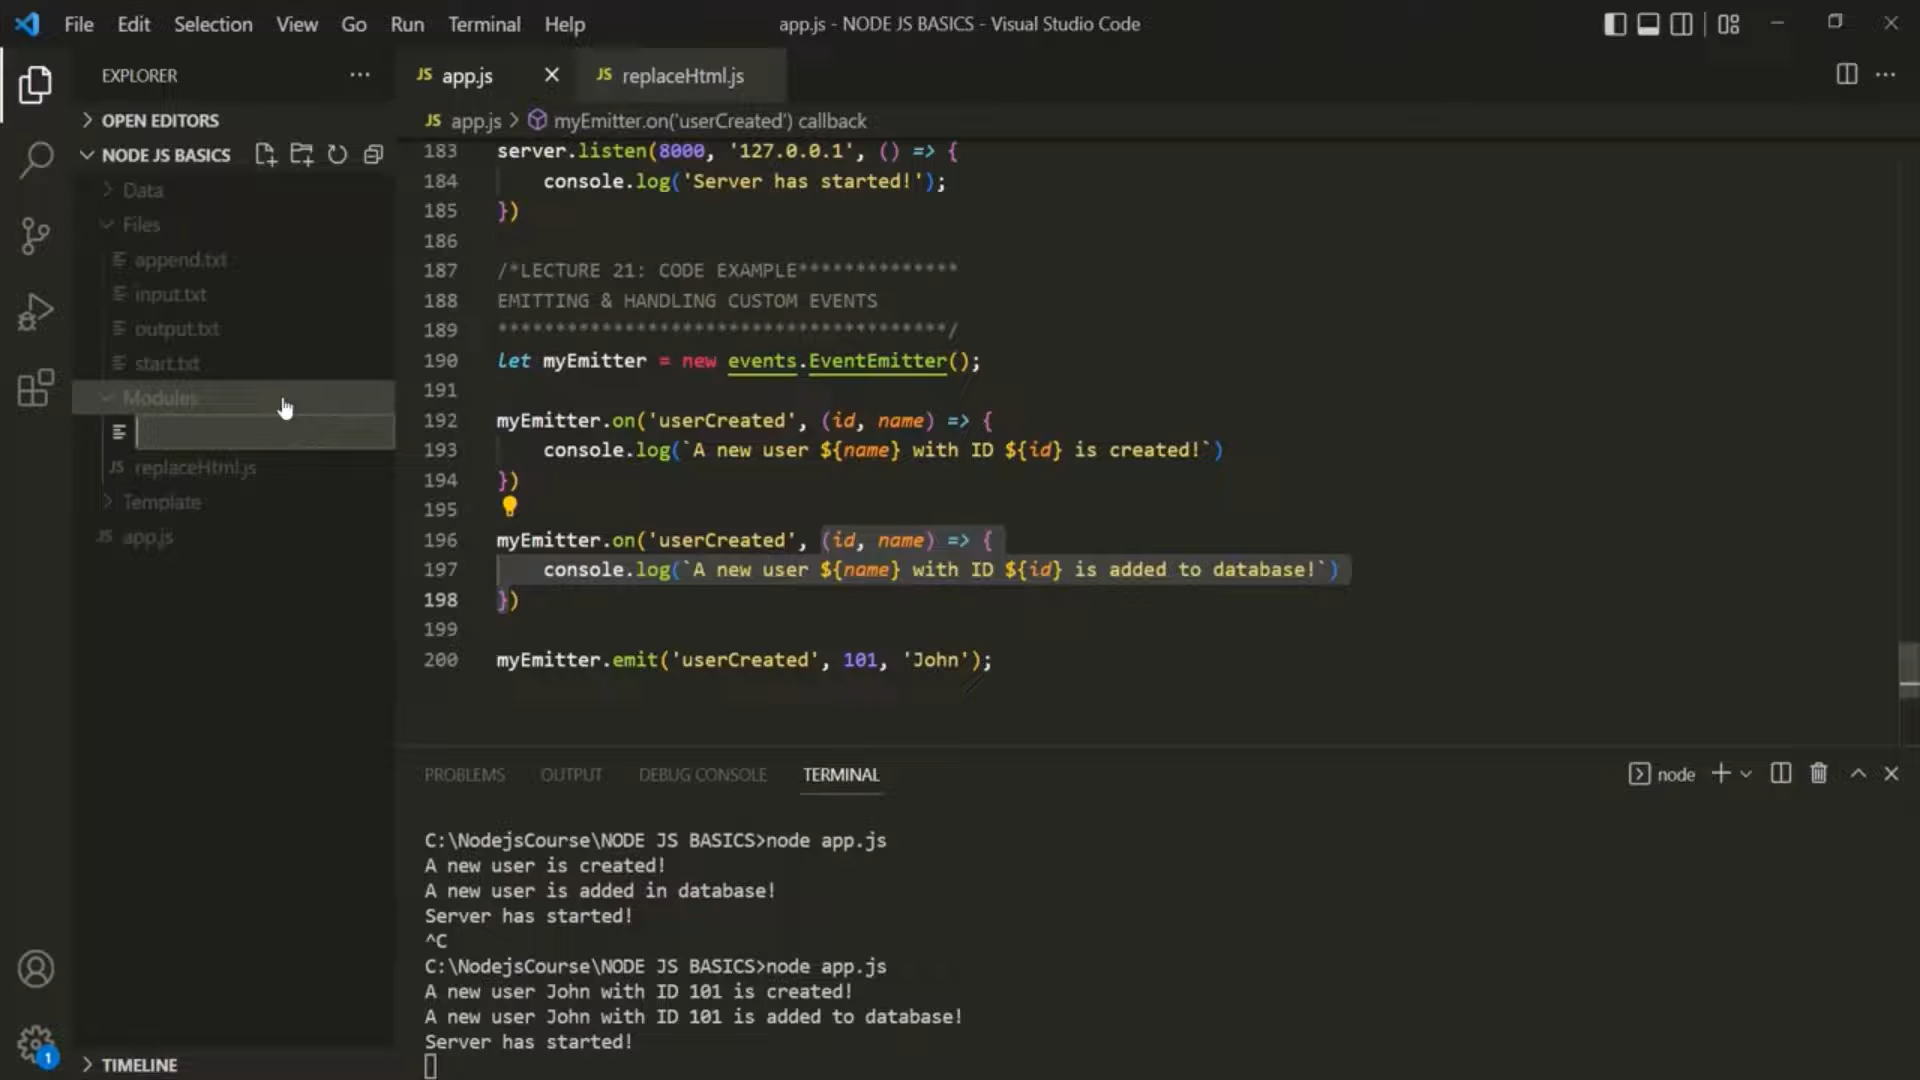 File Edit Selection View Go Run Terminal Help
app.js - NODE JS BASICS - Visual Studio Code
EXPLORER
OPEN EDITORS
NODE JS BASICS
Data
Files
append.txt
input.txt
output.txt
start.txt
Modules
JS replaceHtml.js
Template
JS app.js
TIMELINE
1
JS app.js
JS replaceHtml.js
JS app.js > myEmitter.on('userCreated') callback
183 server.listen(8000, '127.0.0.1', () => {
184 console.log('Server has started!');
185 })
186
187 /*LECTURE 21: CODE EXAMPLE**************
188 EMITTING & HANDLING CUSTOM EVENTS
189 ***************************************/
190 let myEmitter = new events.EventEmitter();
191
192 myEmitter.on('userCreated', (id, name) => {
193 console.log(`A new user ${name} with ID ${id} is created!`)
194 })
195
196 myEmitter.on('userCreated', (id, name) => {
197 console.log(`A new user ${name} with ID ${id} is added to database!`)
198 })
199
200 myEmitter.emit('userCreated', 101, 'John');
PROBLEMS OUTPUT DEBUG CONSOLE TERMINAL
node
C:\NodejsCourse\NODE JS BASICS>node app.js
A new user is created!
A new user is added in database!
Server has started!
^C
C:\NodejsCourse\NODE JS BASICS>node app.js
A new user John with ID 101 is created!
A new user John with ID 101 is added to database!
Server has started!